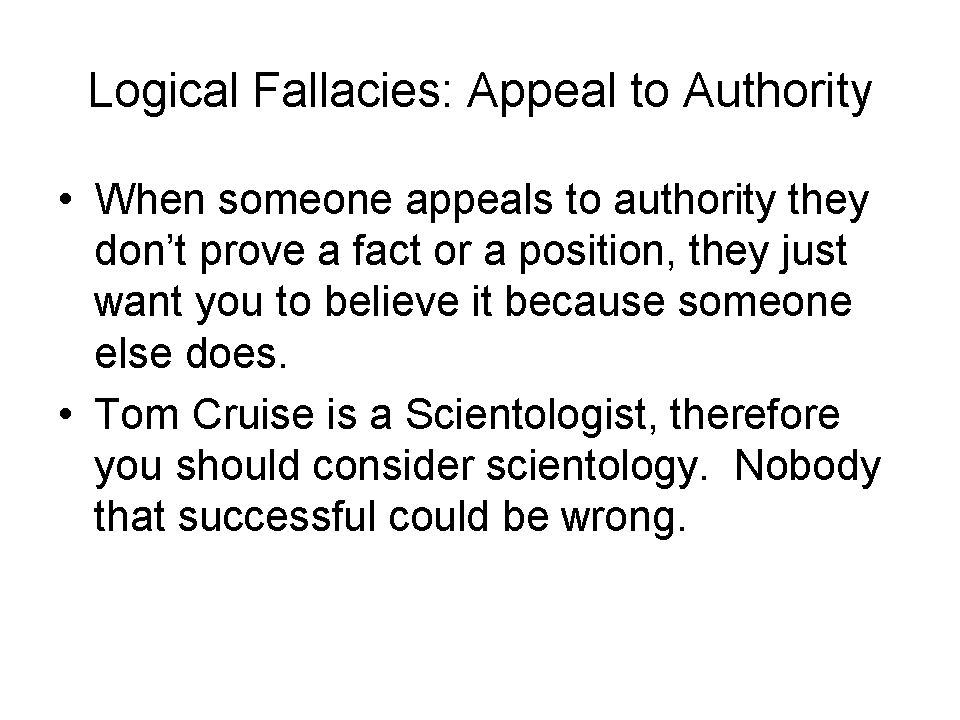 Logical Fallacies: Appeal to Authority
• When someone appeals to authority they
don’t prove a fact or a position, they just
want you to believe it because someone
else does.
• Tom Cruise is a Scientologist, therefore
you should consider scientology.  Nobody
that successful could be wrong.